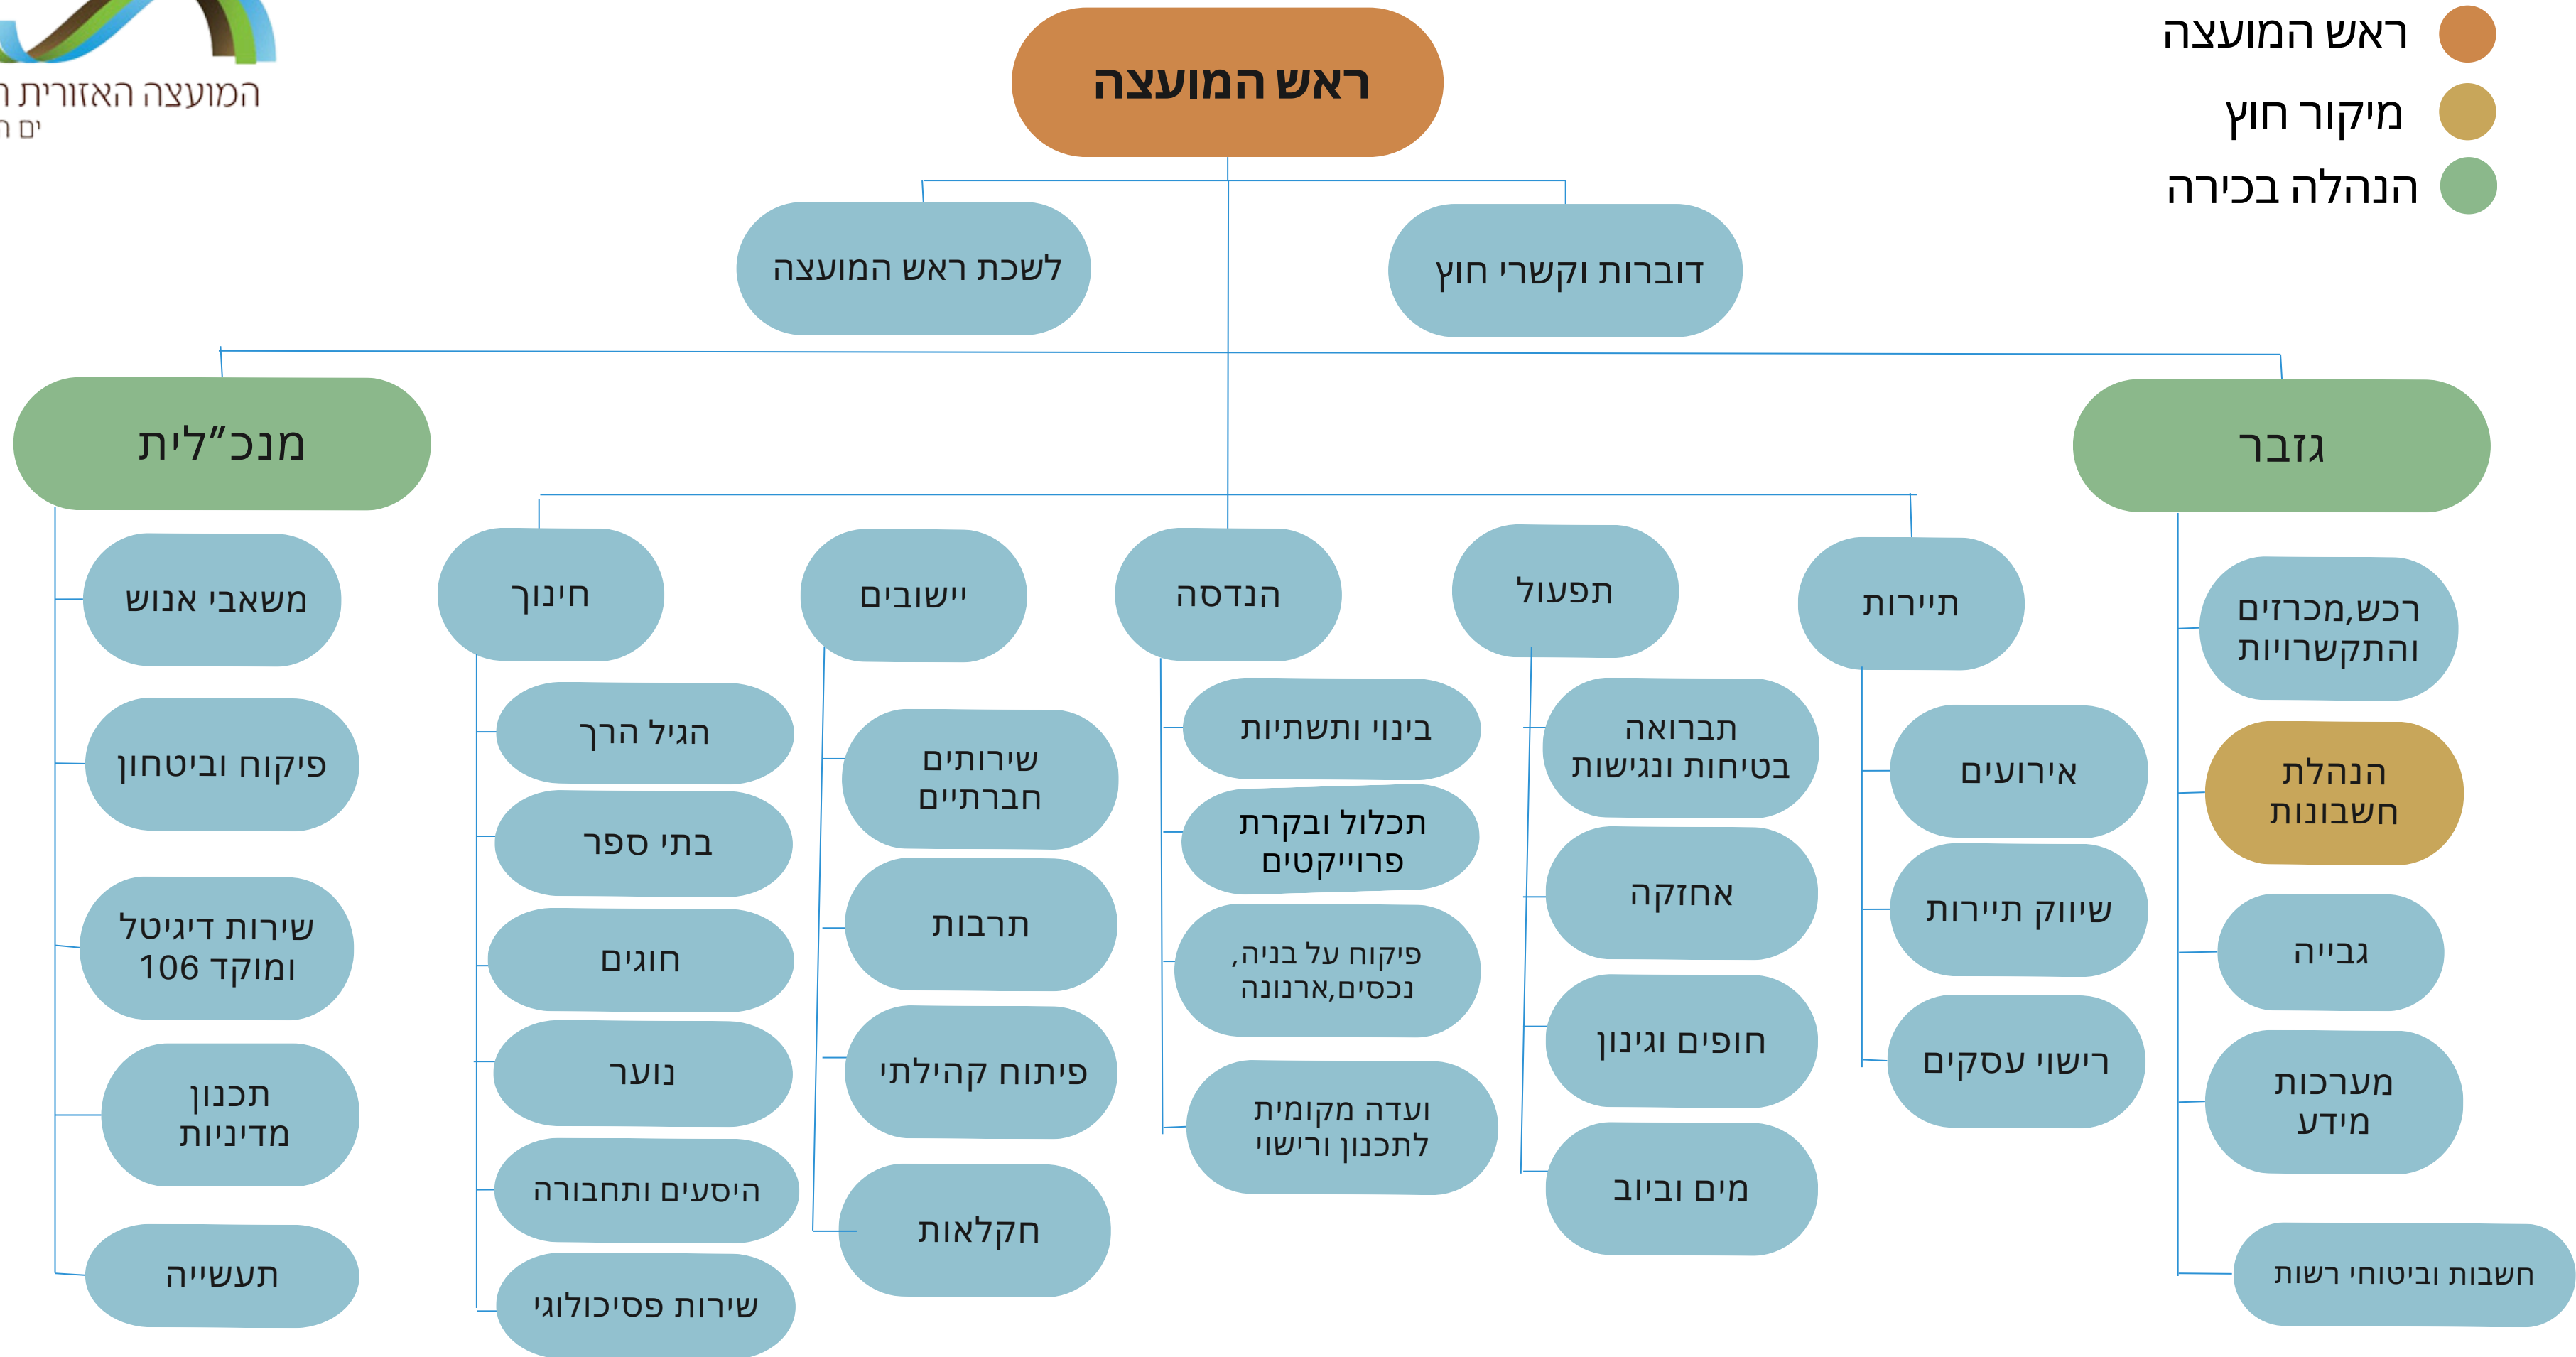 המועצה האזורית
ים
ראש המועצה
מיקור חוץ
הנהלה בכירה
ראש המועצה
דוברות וקשרי חוץ
לשכת ראש המועצה
גזבר
מנכ״לית
תיירות
תפעול
הנדסה
יישובים
חינוך
רכש,מכרזים
והתקשרויות
הנהלת
חשבונות
גבייה
מערכות
מידע
חשבות וביטוחי רשות
אירועים
שיווק תיירות
רישוי עסקים
תברואה
בטיחות ונגישות
אחזקה
חופים וגינון
מים וביוב
בינוי ותשתיות
תכלול ובקרת
פרוייקטים
פיקוח על בניה,
נכסים,ארנונה
ועדה מקומית
לתכנון ורישוי
שירותים
חברתיים
תרבות
פיתוח קהילתי
חקלאות
הגיל הרך
בתי ספר
חוגים
נוער
היסעים ותחבורה
שירות פסיכולוגי
משאבי אנוש
פיקוח וביטחון
שירות דיגיטל
ומוקד 106
תכנון
מדיניות
תעשייה